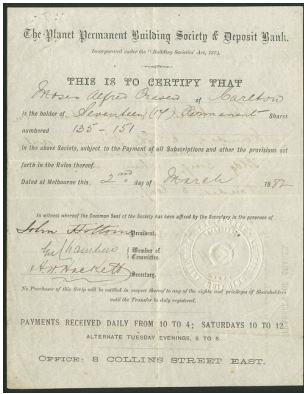 The Planet Permanent Building Society & Deposit Bank.
Incorporated under the "Building Societies' Act, 1874.
THIS IS TO CERTIFY THAT
Moses Alfred of Carlton
is the holder of Seventeen (17) Permanent Shares
numbered 135 - 151
in the above Society, subject to the Payment of all Subscriptions and other the provisions set
forth in the Rules thereof.
Dated at Melbourne this 2nd day of March 1882
In witness whereof the Common Seal of the Society has been affixed by the Secretary in the presence of
John President.
Chambers Member of
Committee.
Hackett Secretary.
No Purchaser of this Scrip will be entitled in respect thereof to any of the rights and privileges of Shareholders
until the Transfer is duly registered.
PAYMENTS RECEIVED DAILY FROM 10 TO 4; SATURDAYS 10 TO 12
ALTERNATE TUESDAY EVENINGS, 6 TO 8.
OFFICE: 8 COLLINS STREET EAST.